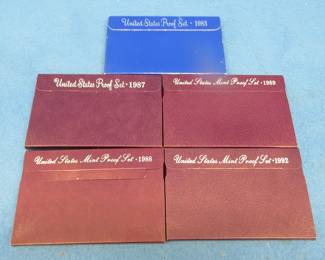 United States Proof Set · 1983
United States Proof Set · 1987
United States Mint Proof Set · 1989
United States Mint Proof Set · 1988
United States Mint Proof Set · 1992